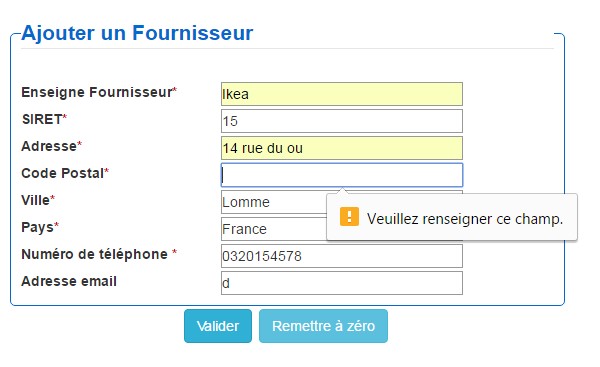 Ajouter un Fournisseur
Enseigne Fournisseur* Ikea
SIRET* 15
Adresse* 14 rue du ou
Code Postal*
Ville* Lomme
Veuillez renseigner ce champ.
Pays* France
Numéro de téléphone * 0320154578
Adresse email d
Valider Remettre à zéro